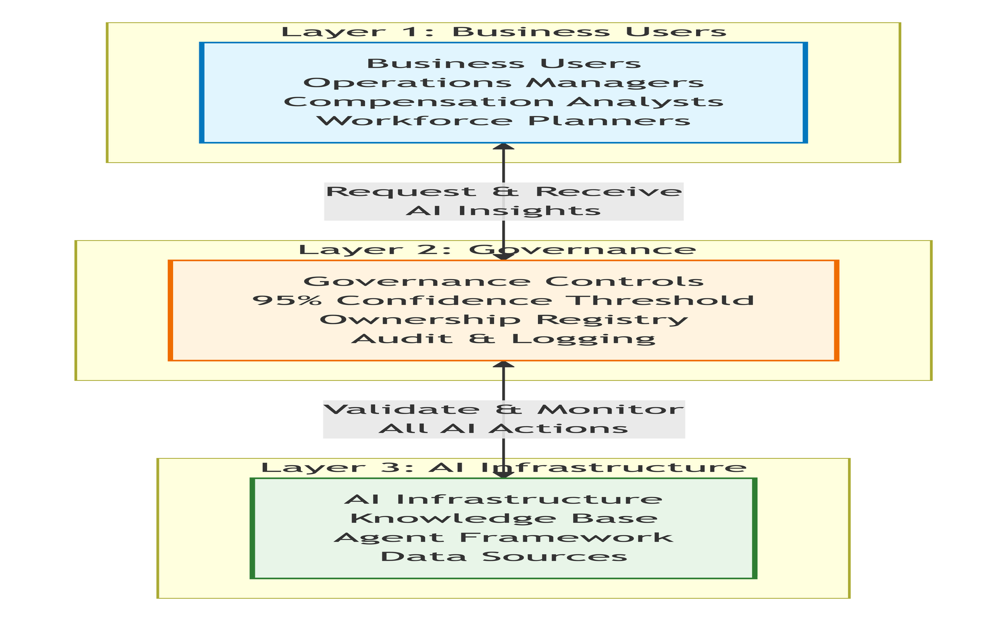 Layer 1: Business Users
Business Users
Operations Managers
Compensation Analysts
Workforce Planners
Request & Receive
AI Insights
Layer 2: Governance
Governance Controls
95% Confidence Threshold
Ownership Registry
Audit & Logging
Validate & Monitor
All AI Actions
Layer 3: AI Infrastructure
AI Infrastructure
Knowledge Base
Agent Framework
Data Sources